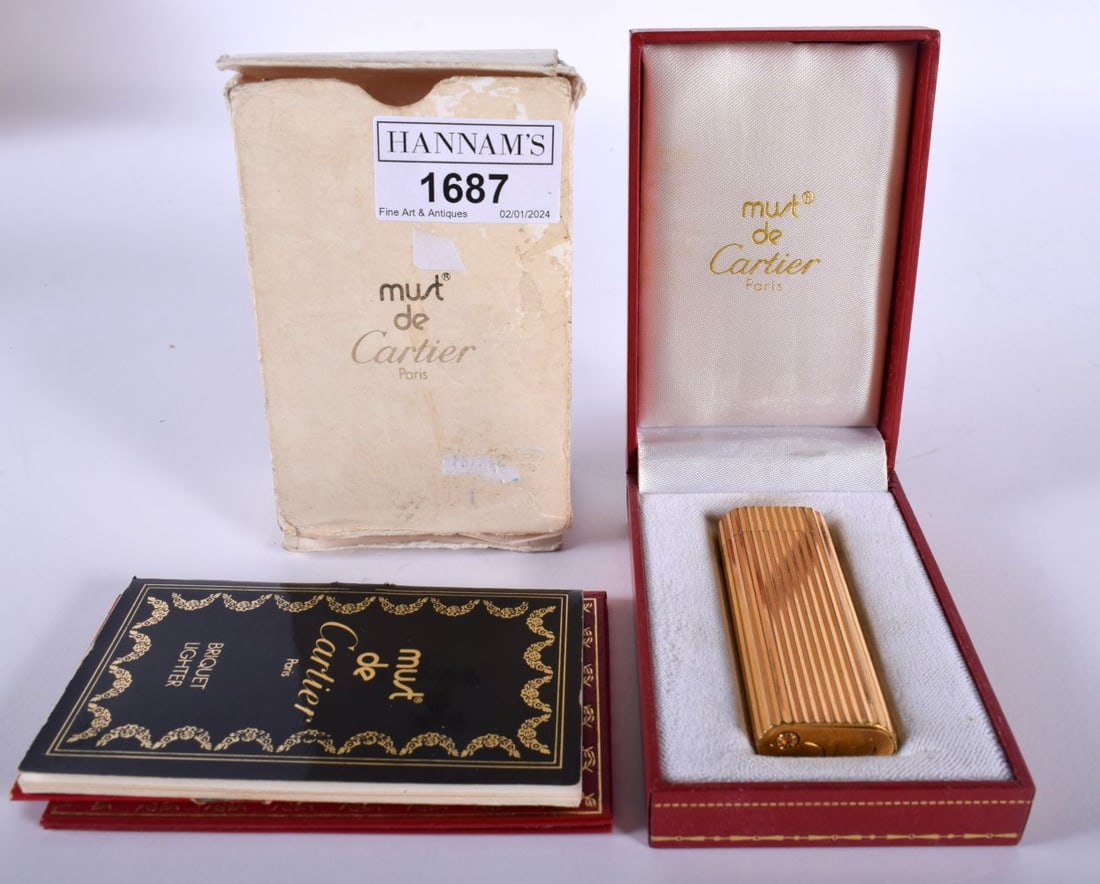 HANNAM'S
1687
Fine Art & Antiques 02/01/2024
must®
de
Cartier
Paris
must®
de
Cartier
Paris
must®
de
Cartier
Paris
BRIQUET
LIGHTER